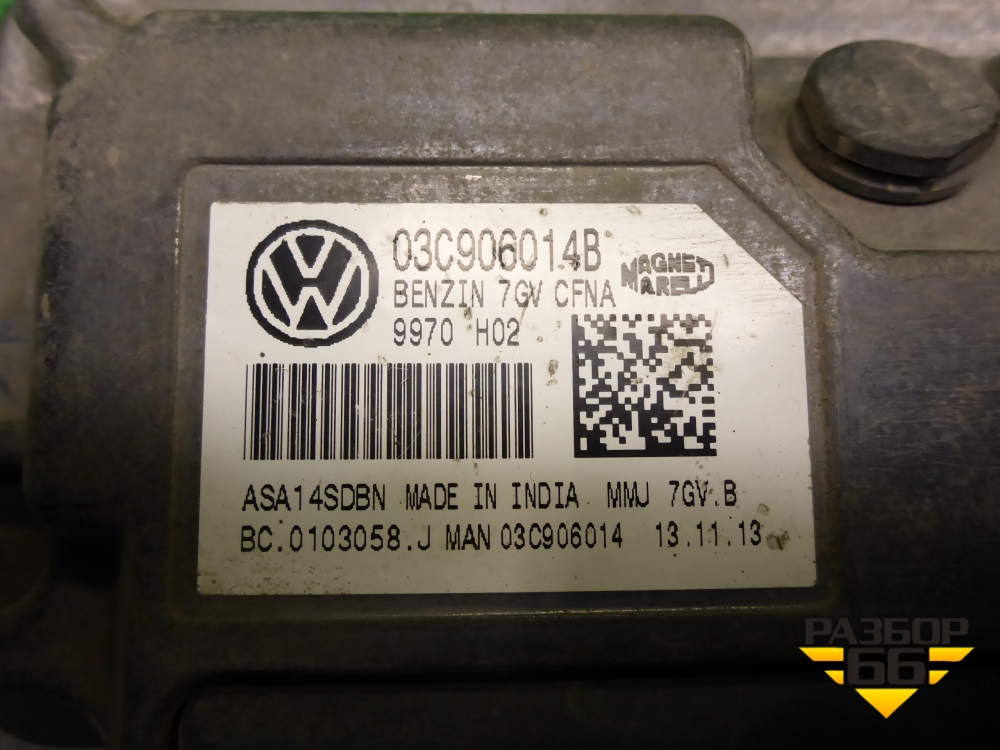 03C906014B
BENZIN 7GV CFNA
MAGNETI
MARELLI
9970 H02
ASA14SDBN MADE IN INDIA MMJ 7GV.B
BC.0103058.J MAN 03C906014 13.11.13
РАЗБОР
66